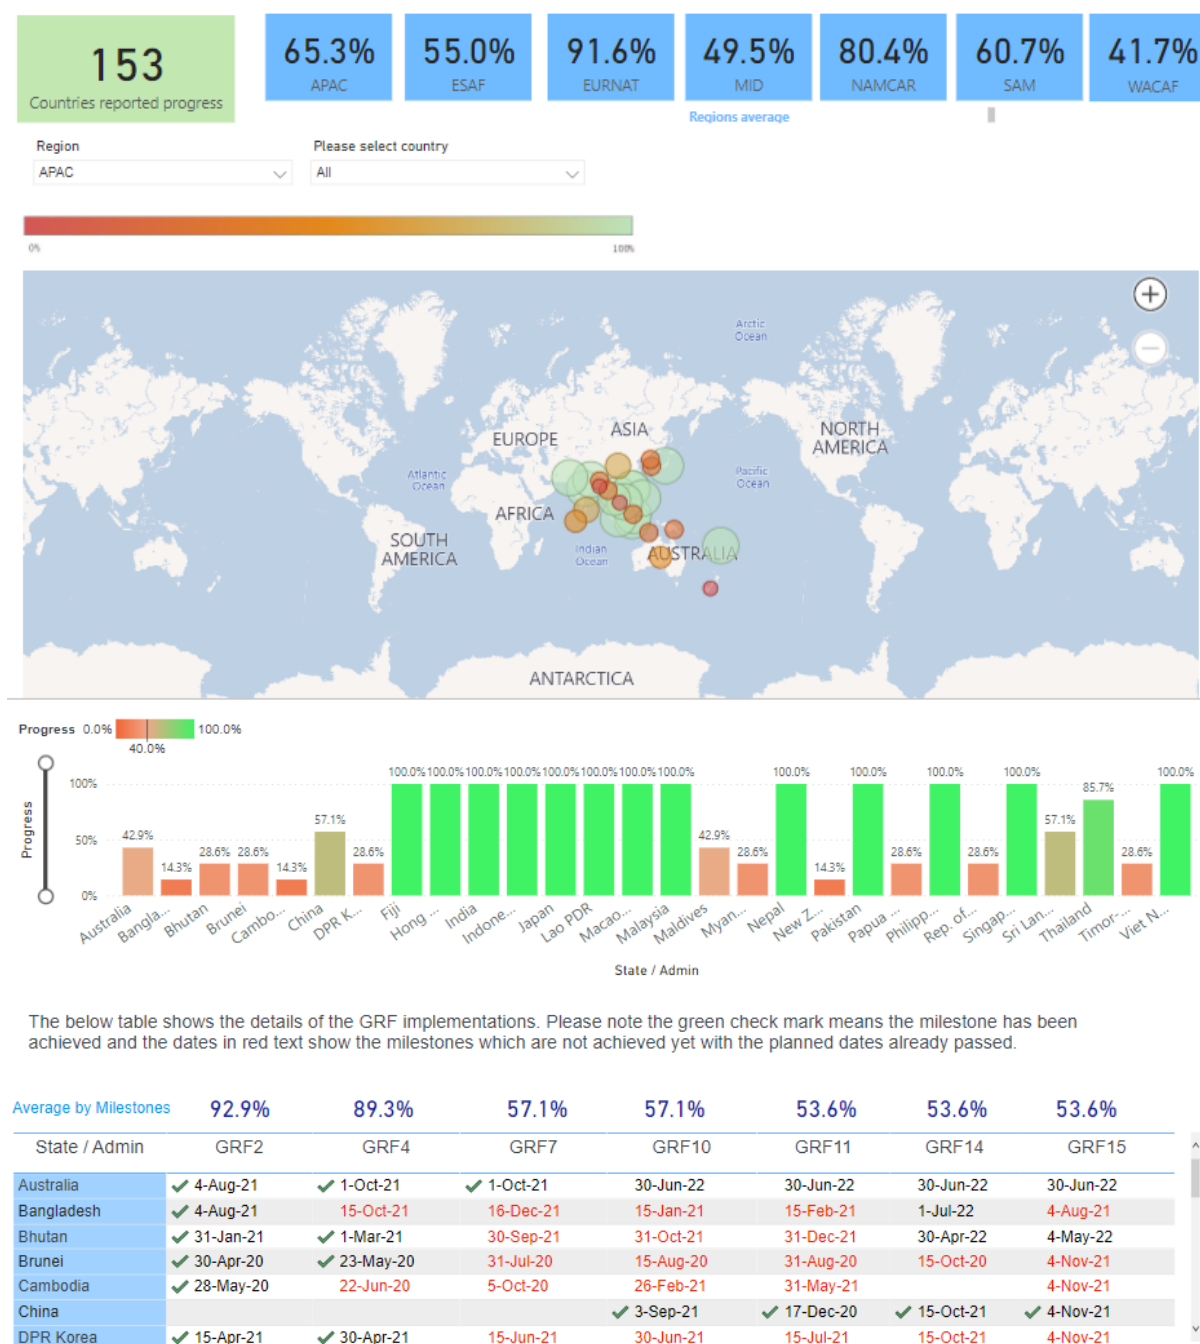 153
Countries reported progress
65.3%
APAC
55.0%
ESAF
91.6%
EURNAT
49.5%
MID
80.4%
NAMCAR
60.7%
SAM
41.7%
WACAF
Regions average
Region
APAC
Please select country
All
0% 100%
Arctic
Ocean
EUROPE
ASIA
NORTH
AMERICA
Atlantic
Ocean
Pacific
Ocean
AFRICA
SOUTH
AMERICA
Indian
Ocean
AUSTRALIA
ANTARCTICA
Progress 0.0% 100.0%
40.0%
Progress
100%
50%
0%
42.9% 14.3% 28.6% 28.6% 14.3% 57.1% 28.6% 100.0% 100.0% 100.0% 100.0% 100.0% 100.0% 100.0% 100.0% 42.9% 28.6% 100.0% 14.3% 100.0% 28.6% 100.0% 28.6% 100.0% 57.1% 85.7% 28.6% 100.0%
Australia Bangla... Bhutan Brunei Cambo... China DPR K... Fiji Hong ... India Indone... Japan Lao PDR Macao... Malaysia Maldives Myan... Nepal New Z... Pakistan Papua ... Philipp... Rep. of... Singap... Sri Lan... Thailand Timor-... Viet N...
State / Admin
The below table shows the details of the GRF implementations. Please note the green check mark means the milestone has been
achieved and the dates in red text show the milestones which are not achieved yet with the planned dates already passed.
Average by Milestones 92.9% 89.3% 57.1% 57.1% 53.6% 53.6% 53.6%
State / Admin GRF2 GRF4 GRF7 GRF10 GRF11 GRF14 GRF15
Australia ✓ 4-Aug-21 ✓ 1-Oct-21 ✓ 1-Oct-21 30-Jun-22 30-Jun-22 30-Jun-22 30-Jun-22
Bangladesh ✓ 4-Aug-21 15-Oct-21 16-Dec-21 15-Jan-21 15-Feb-21 1-Jul-22 4-Aug-21
Bhutan ✓ 31-Jan-21 ✓ 1-Mar-21 30-Sep-21 31-Oct-21 31-Dec-21 30-Apr-22 4-May-22
Brunei ✓ 30-Apr-20 ✓ 23-May-20 31-Jul-20 15-Aug-20 31-Aug-20 15-Oct-20 4-Nov-21
Cambodia ✓ 28-May-20 22-Jun-20 5-Oct-20 26-Feb-21 31-May-21 4-Nov-21
China ✓ 3-Sep-21 ✓ 17-Dec-20 ✓ 15-Oct-21 ✓ 4-Nov-21
DPR Korea ✓ 15-Apr-21 ✓ 30-Apr-21 15-Jun-21 30-Jun-21 15-Jul-21 15-Oct-21 4-Nov-21